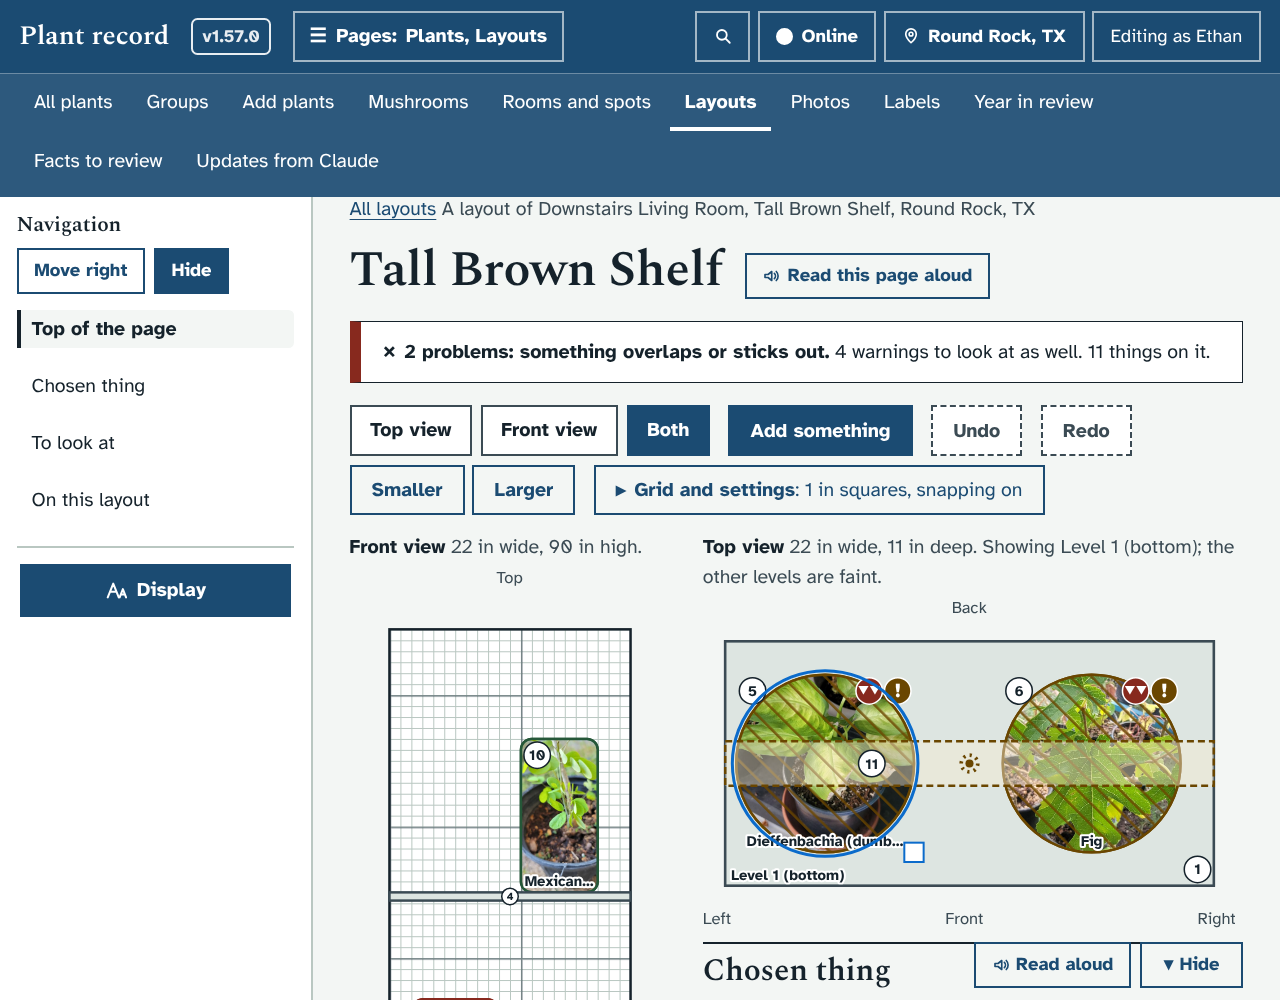 Plant record
v1.57.0
☰ Pages: Plants, Layouts
Online
Round Rock, TX
Editing as Ethan
All plants
Groups
Add plants
Mushrooms
Rooms and spots
Layouts
Photos
Labels
Year in review
Facts to review
Updates from Claude
Navigation
Move right
Hide
Top of the page
Chosen thing
To look at
On this layout
Display
All layouts A layout of Downstairs Living Room, Tall Brown Shelf, Round Rock, TX
Tall Brown Shelf
Read this page aloud
× 2 problems: something overlaps or sticks out. 4 warnings to look at as well. 11 things on it.
Top view
Front view
Both
Add something
Undo
Redo
Smaller
Larger
▶ Grid and settings: 1 in squares, snapping on
Front view 22 in wide, 90 in high.
Top
10
Mexican...
4
Top view 22 in wide, 11 in deep. Showing Level 1 (bottom); the
other levels are faint.
Back
5
!
6
!
11
Dieffenbachia (dumb...
Fig
Level 1 (bottom)
1
Left
Front
Right
Chosen thing
Read aloud
▼ Hide